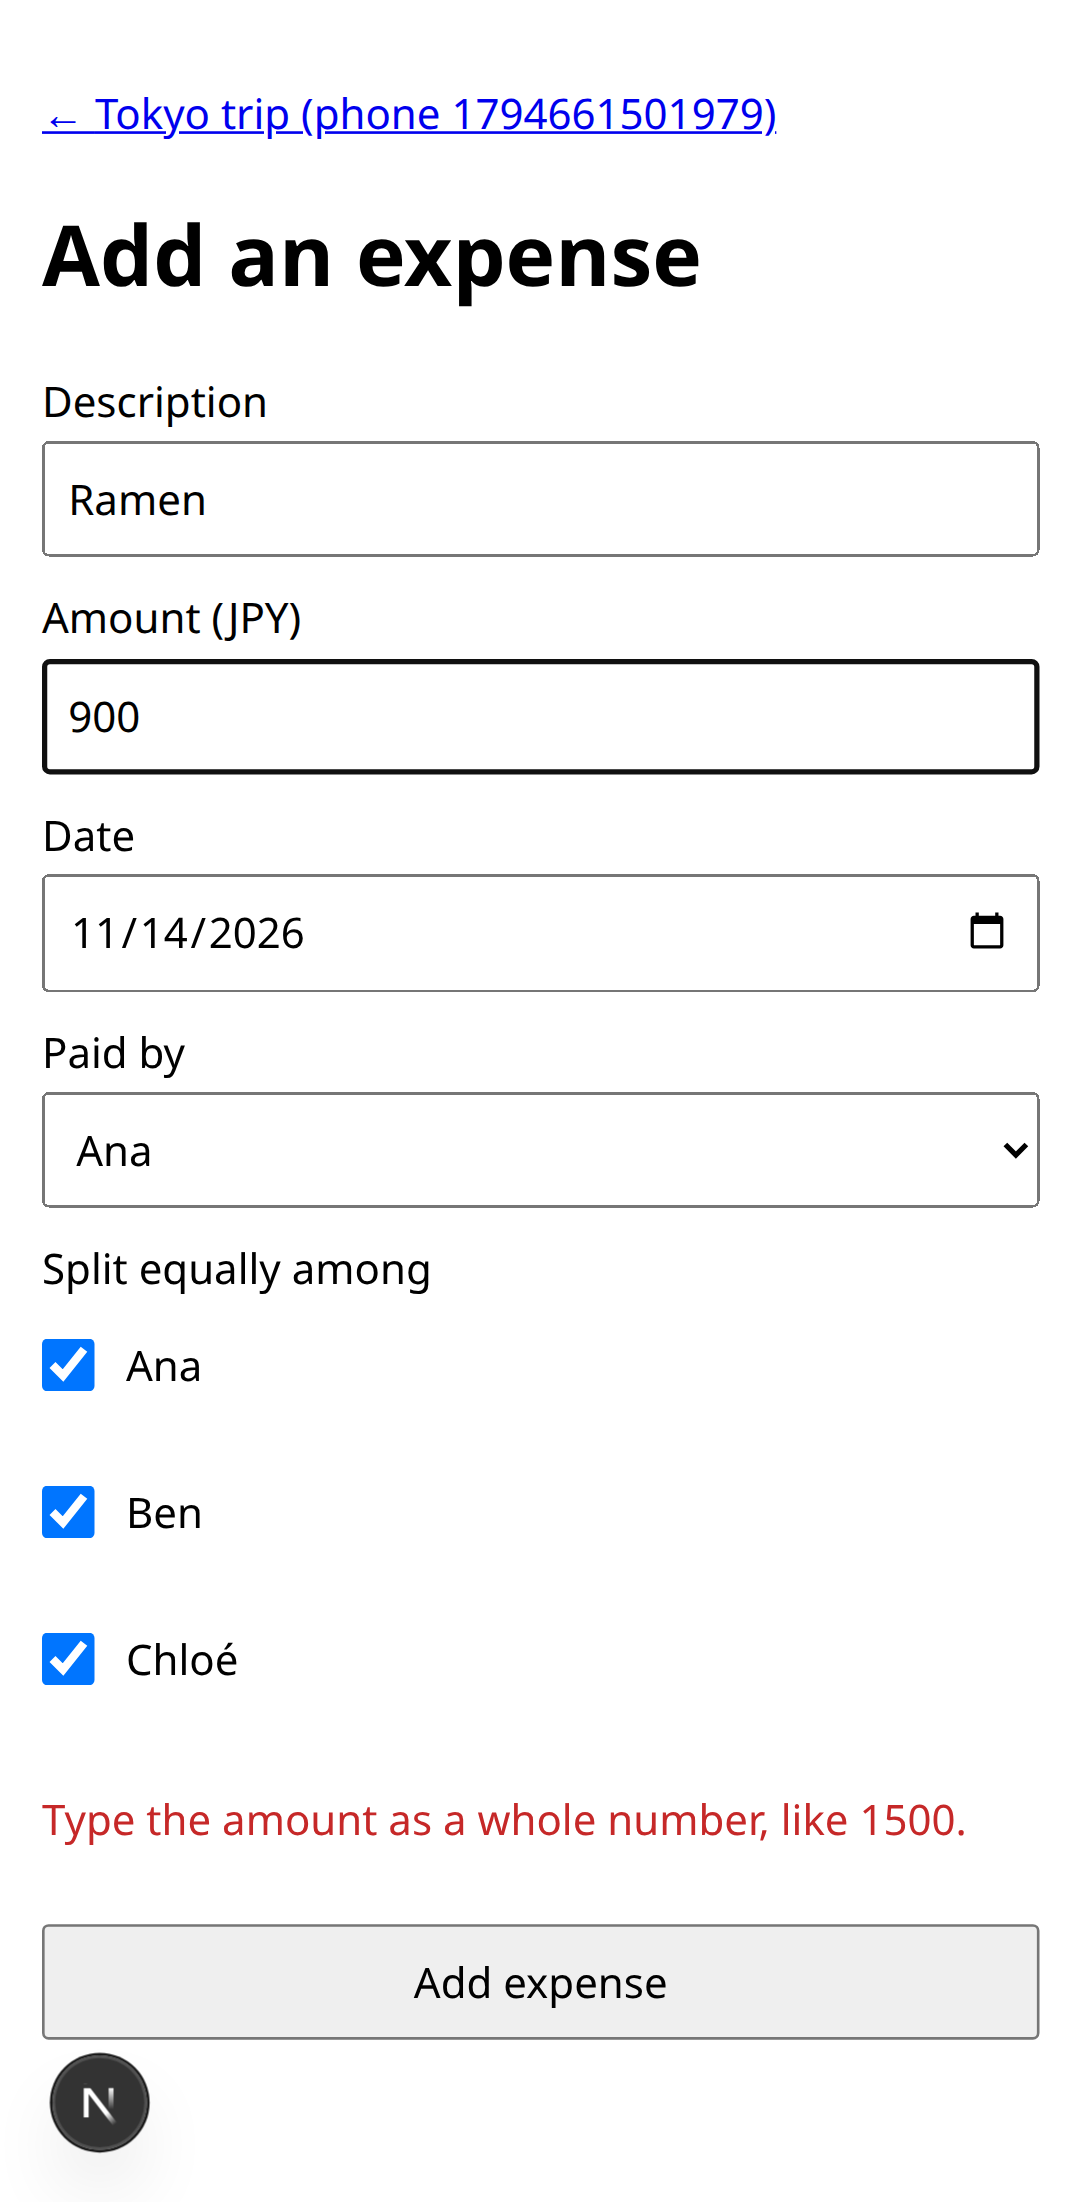 ← Tokyo trip (phone 1794661501979)
Add an expense
Description
Ramen
Amount (JPY)
900
Date
11/14/2026
Paid by
Ana
Split equally among
Ana
Ben
Chloé
Type the amount as a whole number, like 1500.
Add expense
N